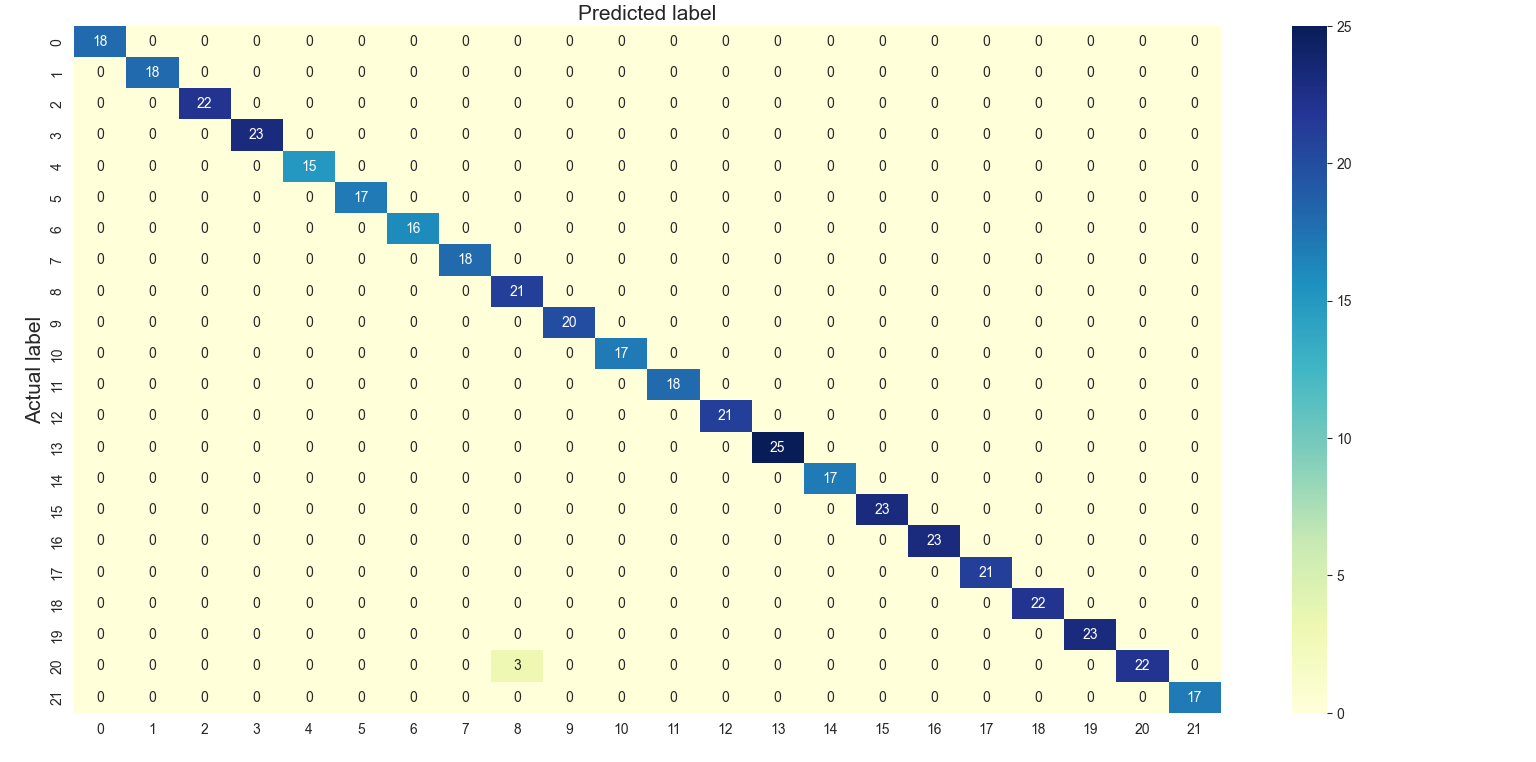 Predicted label
0 18 0 0 0 0 0 0 0 0 0 0 0 0 0 0 0 0 0 0 0 0 0
1 0 18 0 0 0 0 0 0 0 0 0 0 0 0 0 0 0 0 0 0 0 0
2 0 0 22 0 0 0 0 0 0 0 0 0 0 0 0 0 0 0 0 0 0 0
3 0 0 0 23 0 0 0 0 0 0 0 0 0 0 0 0 0 0 0 0 0 0
4 0 0 0 0 15 0 0 0 0 0 0 0 0 0 0 0 0 0 0 0 0 0
5 0 0 0 0 0 17 0 0 0 0 0 0 0 0 0 0 0 0 0 0 0 0
6 0 0 0 0 0 0 16 0 0 0 0 0 0 0 0 0 0 0 0 0 0 0
7 0 0 0 0 0 0 0 18 0 0 0 0 0 0 0 0 0 0 0 0 0 0
8 0 0 0 0 0 0 0 0 21 0 0 0 0 0 0 0 0 0 0 0 0 0
9 0 0 0 0 0 0 0 0 0 20 0 0 0 0 0 0 0 0 0 0 0 0
10 0 0 0 0 0 0 0 0 0 0 17 0 0 0 0 0 0 0 0 0 0 0
11 0 0 0 0 0 0 0 0 0 0 0 18 0 0 0 0 0 0 0 0 0 0
12 0 0 0 0 0 0 0 0 0 0 0 0 21 0 0 0 0 0 0 0 0 0
13 0 0 0 0 0 0 0 0 0 0 0 0 0 25 0 0 0 0 0 0 0 0
14 0 0 0 0 0 0 0 0 0 0 0 0 0 0 17 0 0 0 0 0 0 0
15 0 0 0 0 0 0 0 0 0 0 0 0 0 0 0 23 0 0 0 0 0 0
16 0 0 0 0 0 0 0 0 0 0 0 0 0 0 0 0 23 0 0 0 0 0
17 0 0 0 0 0 0 0 0 0 0 0 0 0 0 0 0 0 21 0 0 0 0
18 0 0 0 0 0 0 0 0 0 0 0 0 0 0 0 0 0 0 22 0 0 0
19 0 0 0 0 0 0 0 0 0 0 0 0 0 0 0 0 0 0 0 23 0 0
20 0 0 0 0 0 0 0 0 3 0 0 0 0 0 0 0 0 0 0 0 22 0
21 0 0 0 0 0 0 0 0 0 0 0 0 0 0 0 0 0 0 0 0 0 17
0 1 2 3 4 5 6 7 8 9 10 11 12 13 14 15 16 17 18 19 20 21
Actual label
25
20
15
10
5
0